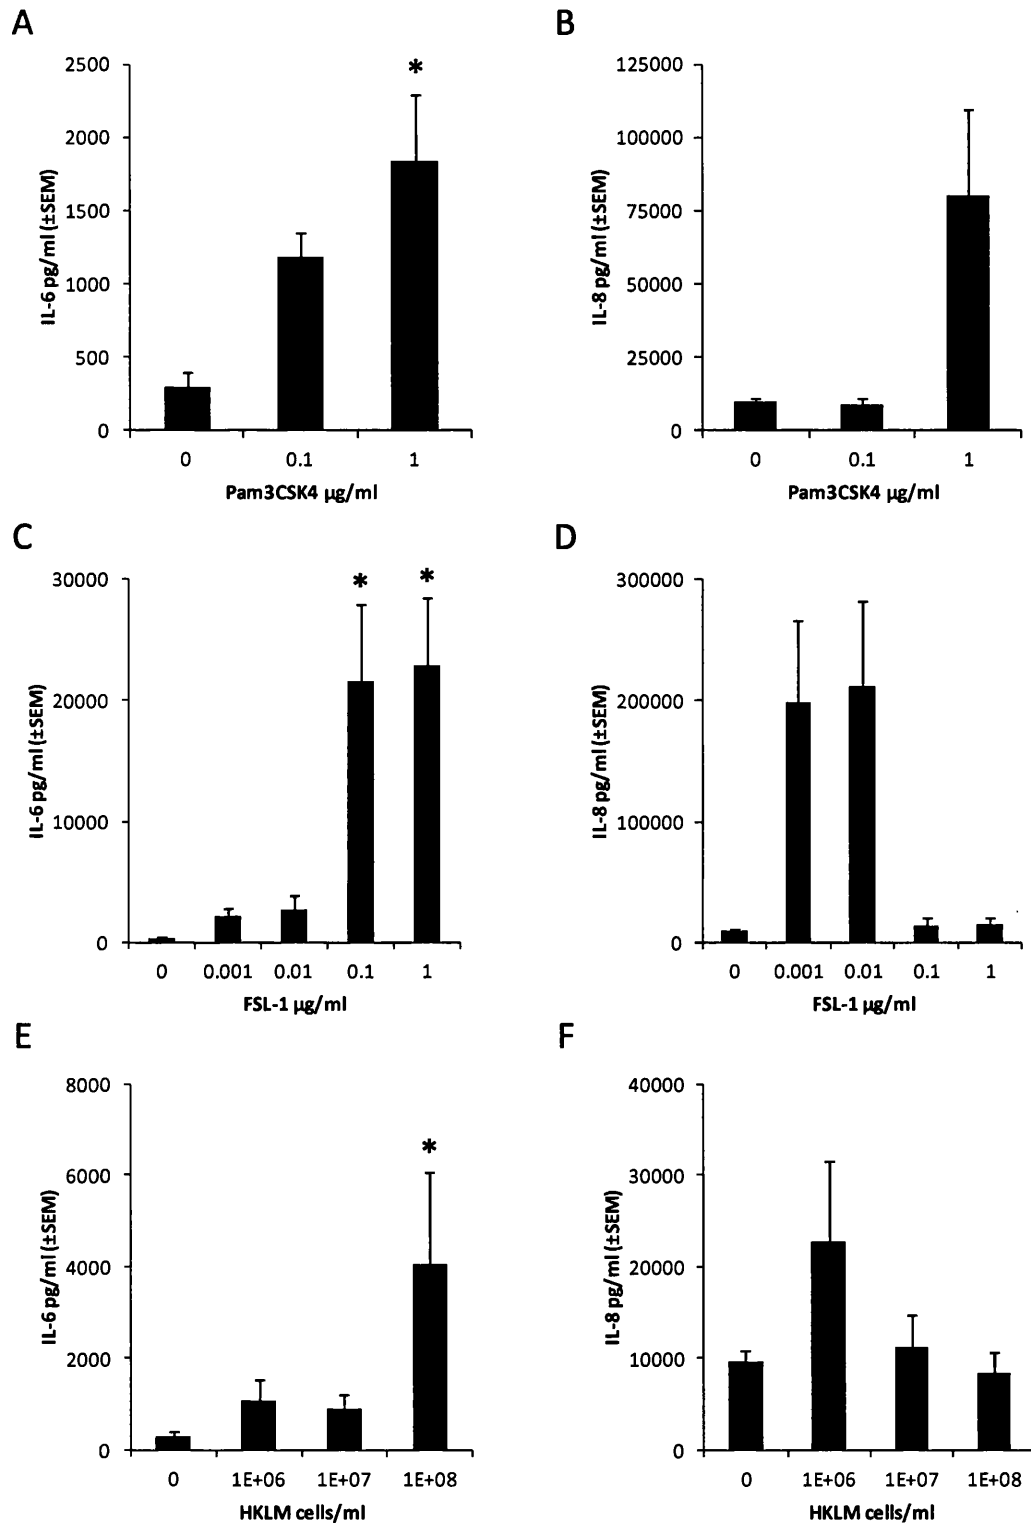 A
2500
2000
1500
1000
500
0
IL-6 pg/ml (±SEM)
*
0 0.1 1
Pam3CSK4 µg/ml
B
125000
100000
75000
50000
25000
0
IL-8 pg/ml (±SEM)
0 0.1 1
Pam3CSK4 µg/ml
C
30000
20000
10000
0
IL-6 pg/ml (±SEM)
* *
0 0.001 0.01 0.1 1
FSL-1 µg/ml
D
300000
200000
100000
0
IL-8 pg/ml (±SEM)
0 0.001 0.01 0.1 1
FSL-1 µg/ml
E
8000
6000
4000
2000
0
IL-6 pg/ml (±SEM)
*
0 1E+06 1E+07 1E+08
HKLM cells/ml
F
40000
30000
20000
10000
0
IL-8 pg/ml (±SEM)
0 1E+06 1E+07 1E+08
HKLM cells/ml